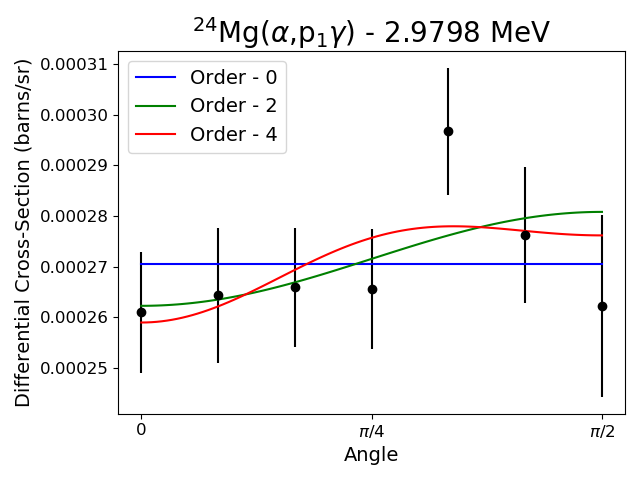 ²⁴Mg(α,p₁γ) - 2.9798 MeV
Order - 0
Order - 2
Order - 4
Differential Cross-Section (barns/sr)
0.00031
0.00030
0.00029
0.00028
0.00027
0.00026
0.00025
0
π/4
π/2
Angle